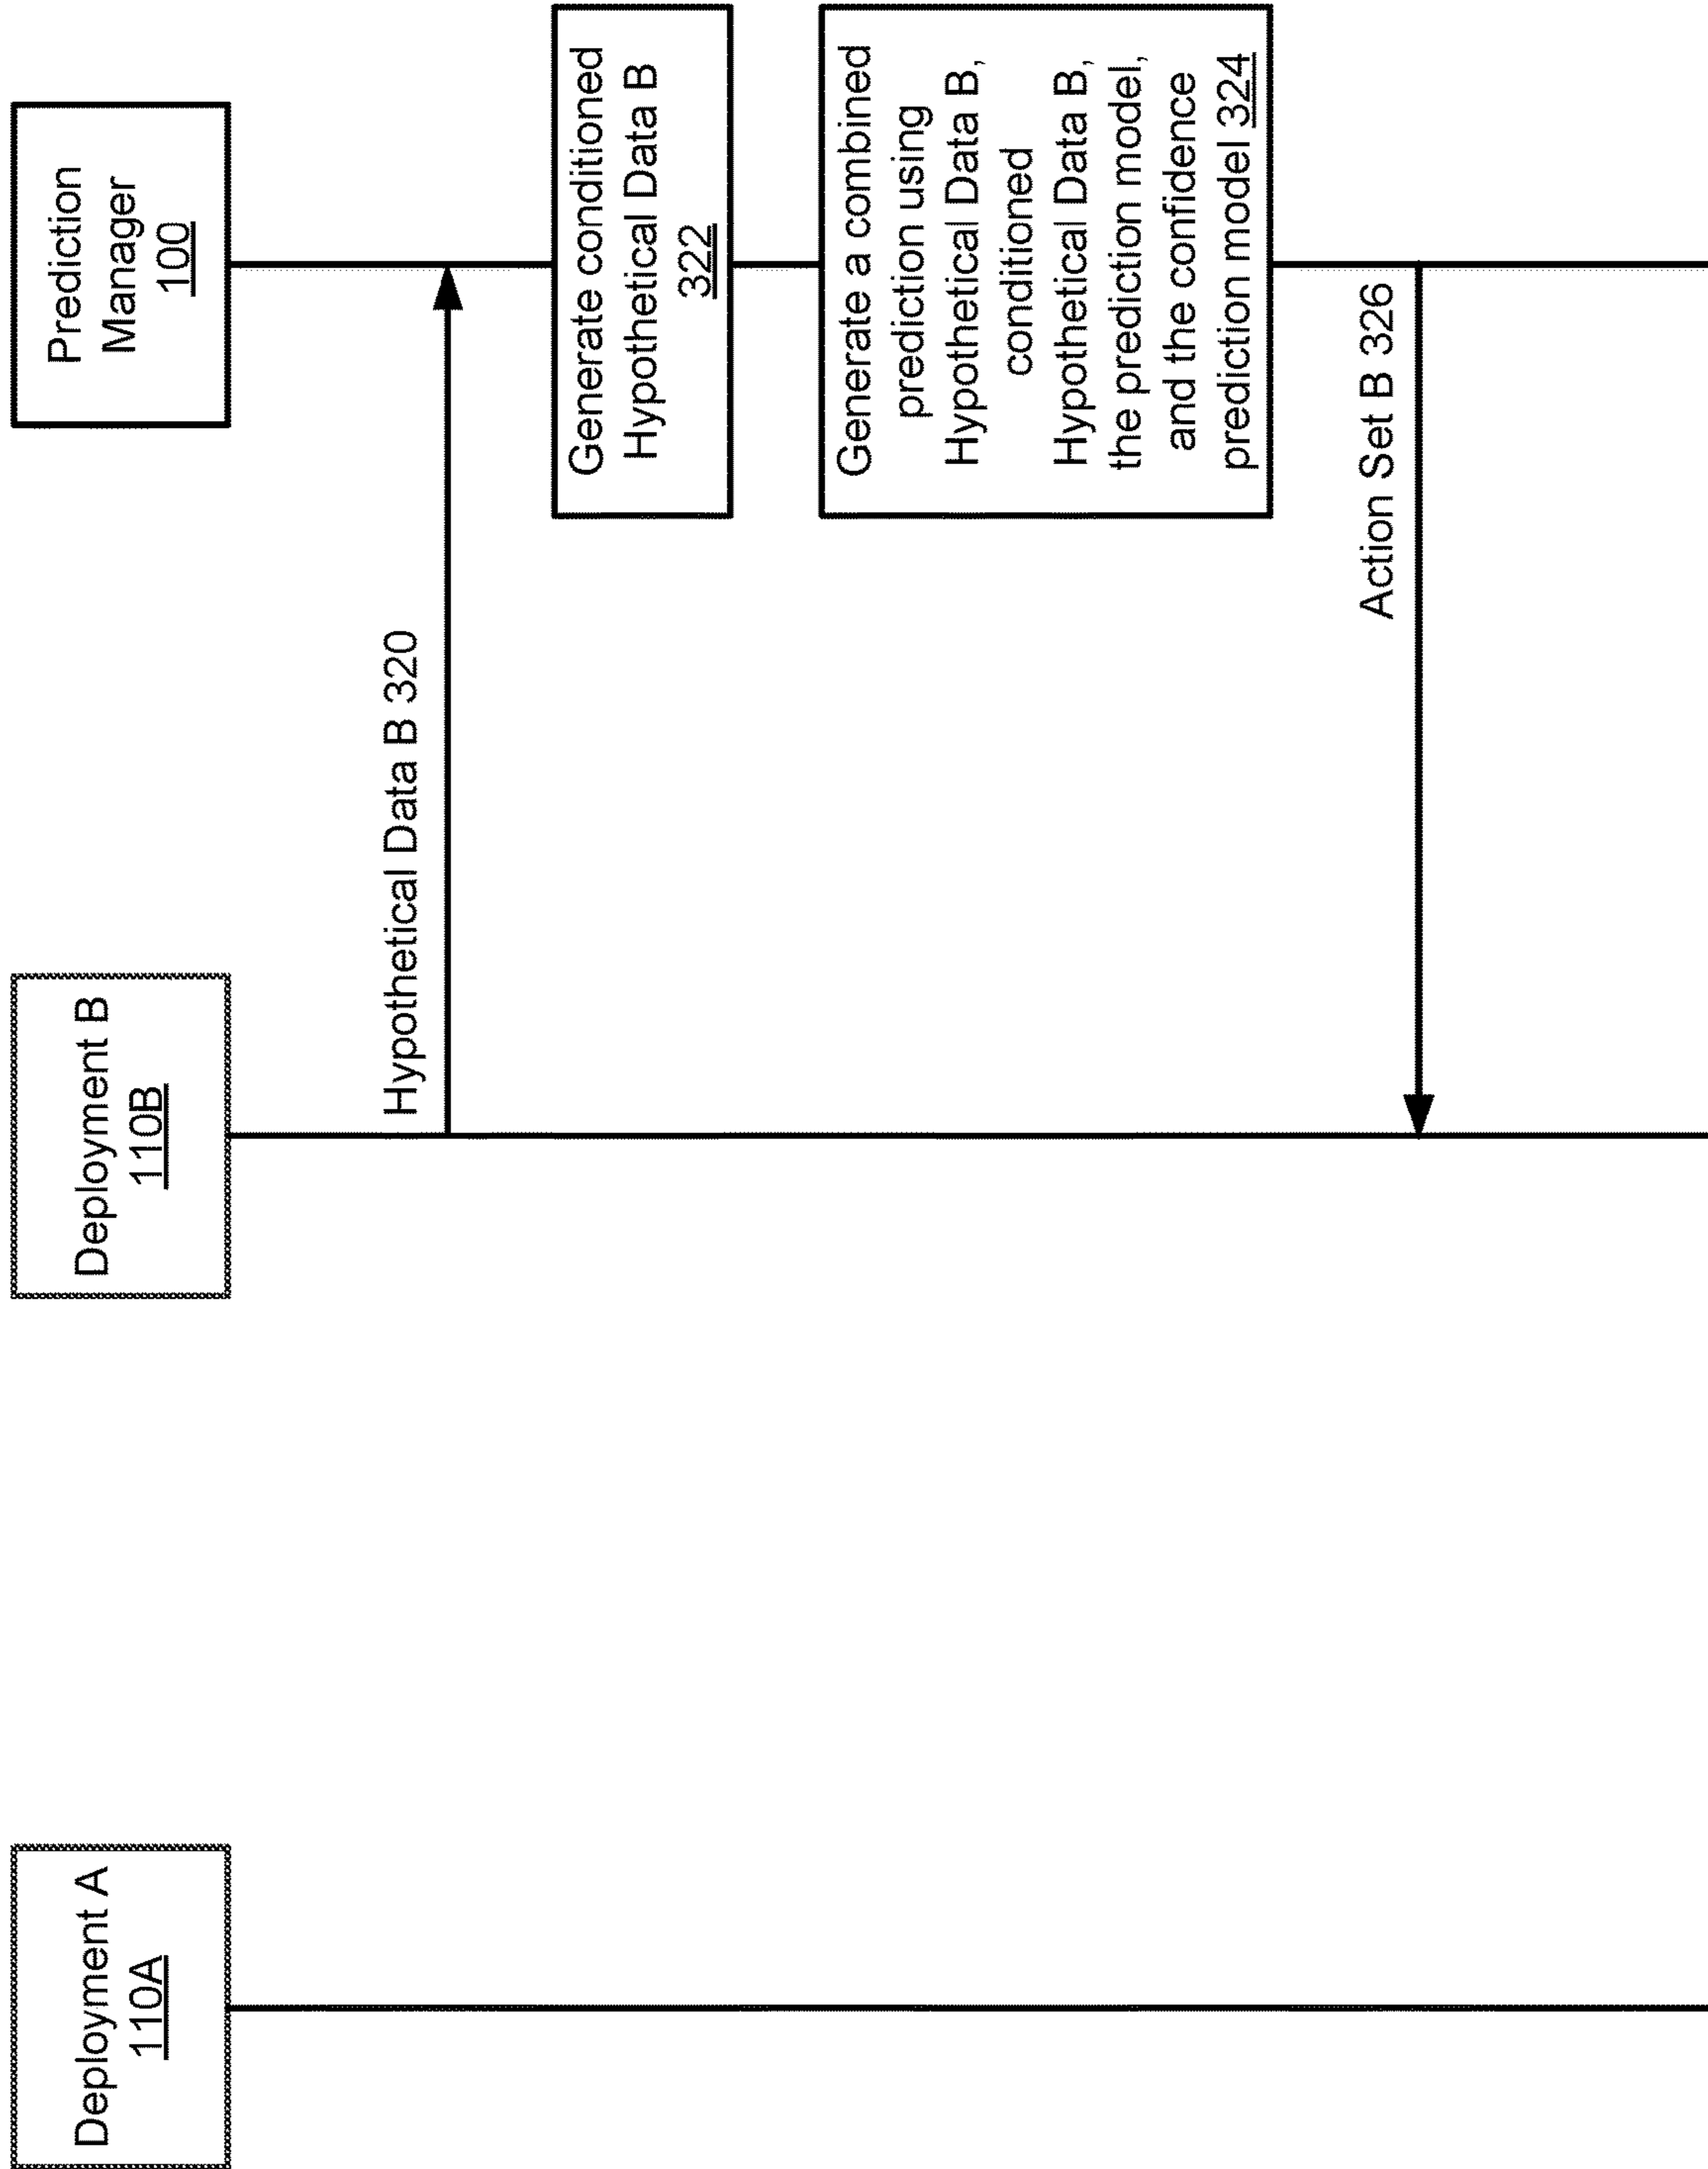 Deployment A
110A
Deployment B
110B
Prediction
Manager
100
Hypothetical Data B 320
Generate conditioned
Hypothetical Data B
322
Generate a combined
prediction using
Hypothetical Data B,
conditioned
Hypothetical Data B,
the prediction model,
and the confidence
prediction model 324
Action Set B 326